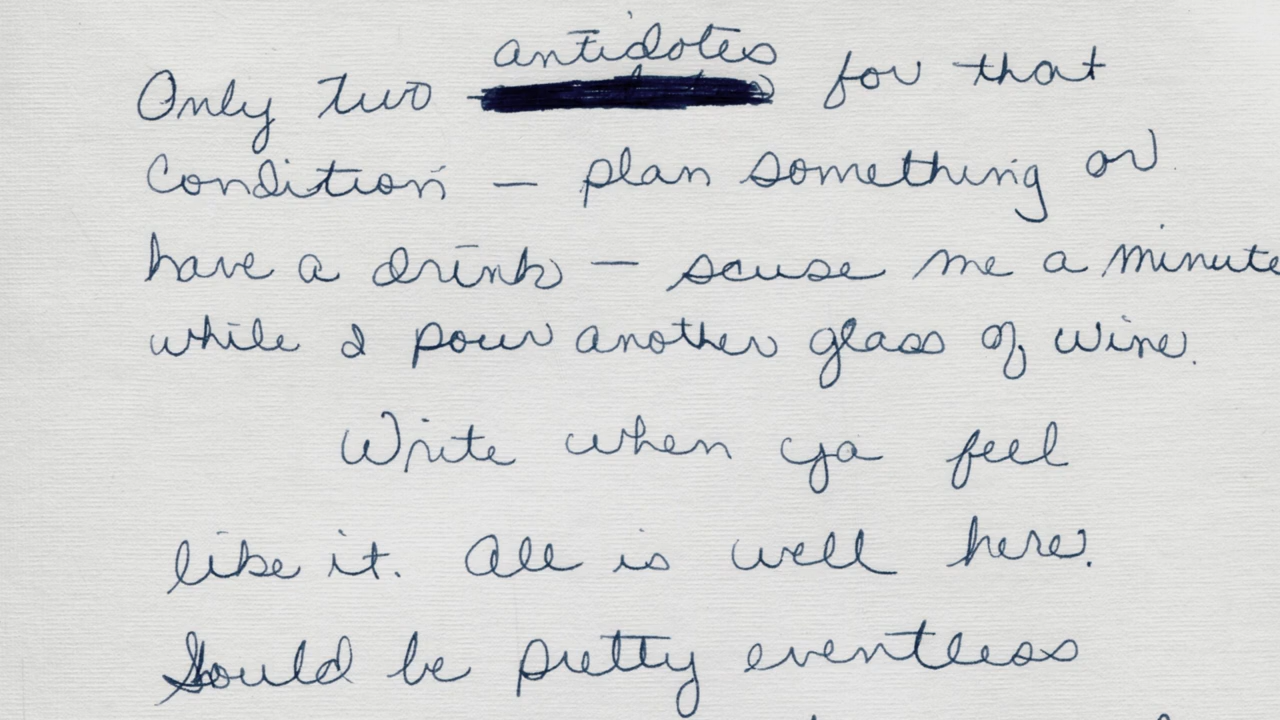 antidotes
Only two for that
Condition — plan something or
have a drink — scuse me a minute
while I pour another glass of wine.
Write when ya feel
like it. All is well here.
Sould be pretty eventless